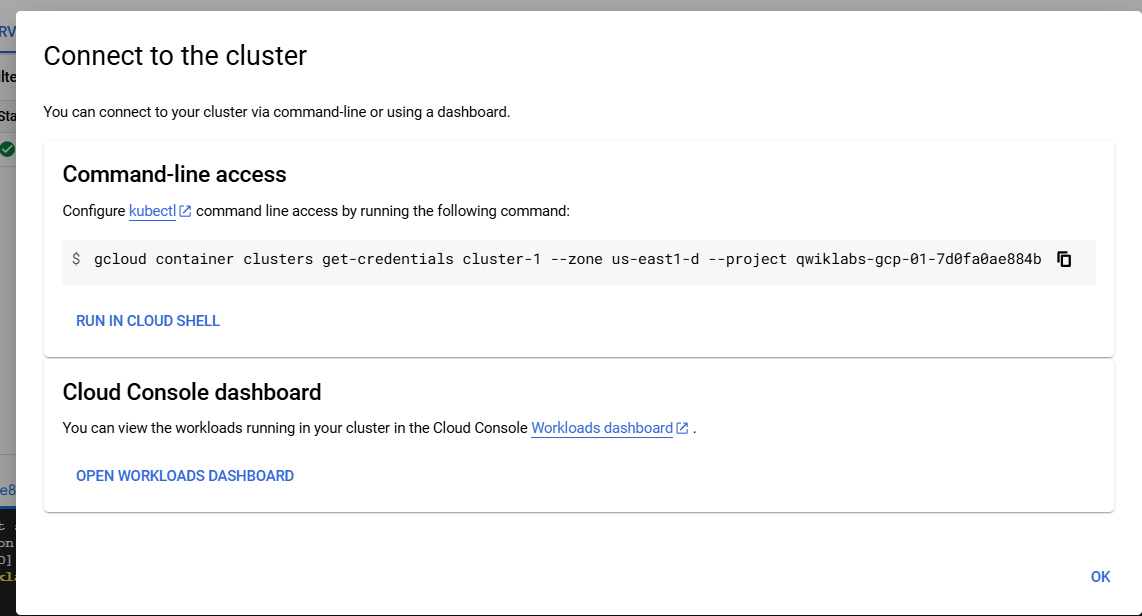 RV
Connect to the cluster
ilte
You can connect to your cluster via command-line or using a dashboard.
Sta
Command-line access
Configure kubectl command line access by running the following command:
$ gcloud container clusters get-credentials cluster-1 --zone us-east1-d --project qwiklabs-gcp-01-7d0fa0ae884b
RUN IN CLOUD SHELL
Cloud Console dashboard
You can view the workloads running in your cluster in the Cloud Console Workloads dashboard .
OPEN WORKLOADS DASHBOARD
e8
t
on
D]
kla
OK